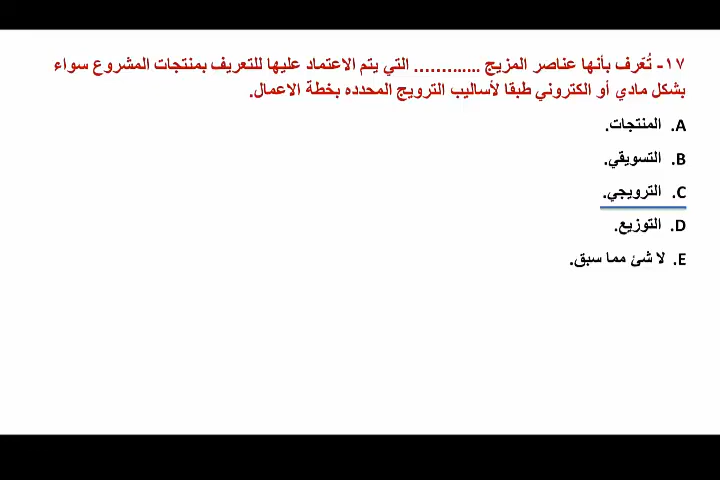 ١٧- تُعّرف بأنها عناصر المزيج ............. التي يتم الاعتماد عليها للتعريف بمنتجات المشروع سواء
بشكل مادي أو الكتروني طبقا لأساليب الترويج المحدده بخطة الاعمال.
A. المنتجات.
B. التسويقي.
C. الترويجي.
D. التوزيع.
E. لا شئ مما سبق.